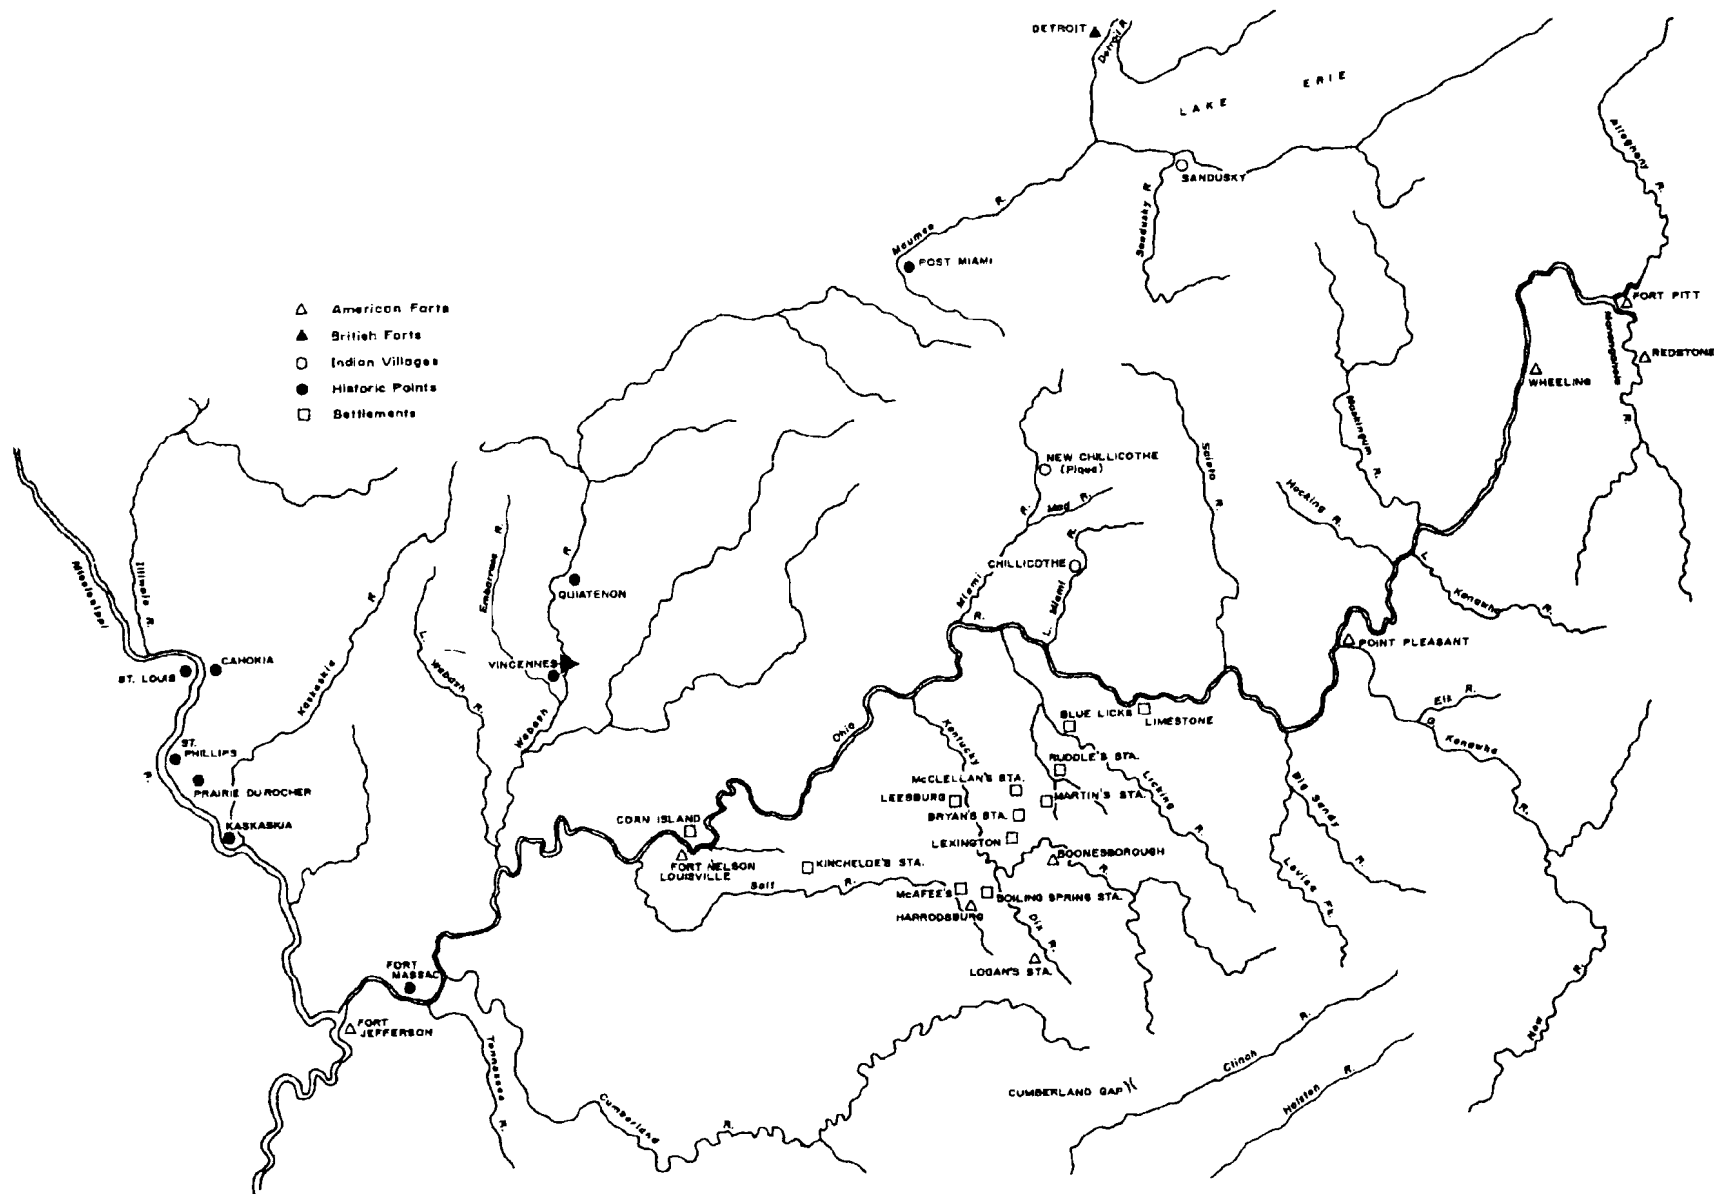 DETROIT
Detroit R.
LAKE ERIE
Allegheny R.
SANDUSKY
Sandusky R
Maumee R.
POST MIAMI
FORT PITT
Monongahela R.
REDSTONE
WHEELING
American Forts
British Forts
Indian Villages
Historic Points
Settlements
Muskingum R.
NEW CHILLICOTHE
(Piqua)
Scioto R.
Mad R.
Hocking R.
Miami R.
CHILLICOTHE
L. Miami R.
L. Kanawha R.
Mississippi R.
Illinois R.
Kaskaskia R
L. Wabash R.
Embarrass R.
QUIATENON
VINCENNES
Wabash R
ST. LOUIS
CAHOKIA
ST.
PHILLIPS
PRAIRIE DU ROCHER
KASKASKIA
POINT PLEASANT
Elk R.
G. Kanawha R.
Ohio R.
Kentucky R.
BLUE LICKS
LIMESTONE
RUDDLE'S STA.
McCLELLAN'S STA.
LEESBURG
MARTIN'S STA.
Licking R.
Big Sandy R.
BRYAN'S STA.
LEXINGTON
CORN ISLAND
FORT NELSON
LOUISVILLE
KINCHELOE'S STA.
BOONESBOROUGH
Salt R.
McAFEE'S
BOILING SPRING STA.
HARRODSBURG
Dix R.
Levisa Fk.
LOGAN'S STA.
FORT
MASSAC
FORT
JEFFERSON
Tennessee R.
Cumberland R.
CUMBERLAND GAP
Clinch R.
Holston R.
New R.